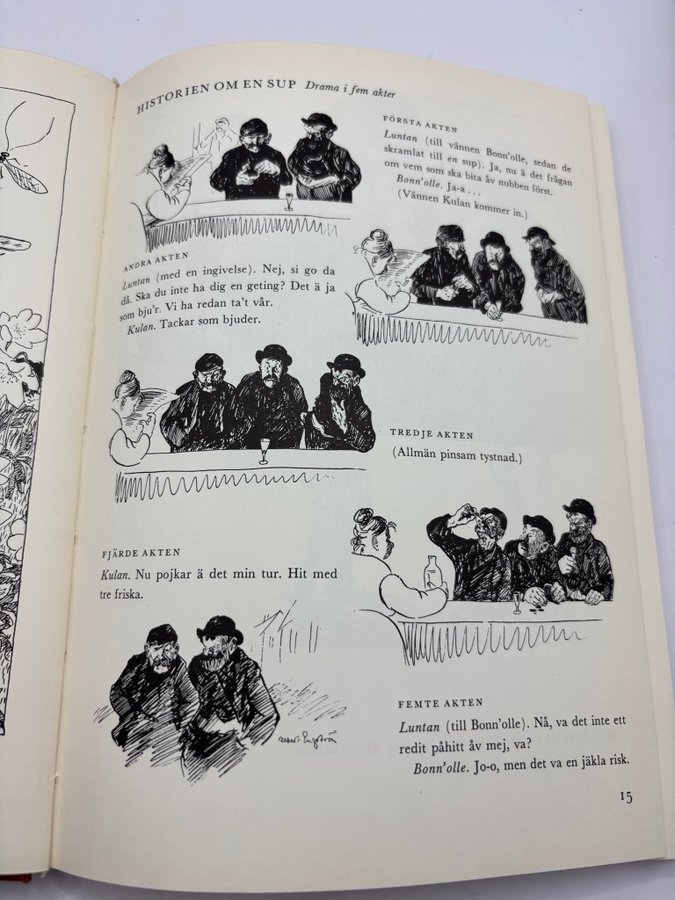 HISTORIEN OM EN SUP Drama i fem akter
FÖRSTA AKTEN
Luntan (till vännen Bonn'olle, sedan de
skramlat till en sup). Ja, nu ä det frågan
om vem som ska bita åv nubben först.
Bonn'olle. Ja-a . . .
(Vännen Kulan kommer in.)
ANDRA AKTEN
Luntan (med en ingivelse). Nej, si go da
då. Ska du inte ha dig en geting? Det ä ja
som bju'r. Vi ha redan ta't vår.
Kulan. Tackar som bjuder.
TREDJE AKTEN
(Allmän pinsam tystnad.)
FJÄRDE AKTEN
Kulan. Nu pojkar ä det min tur. Hit med
tre friska.
Albert Engström
FEMTE AKTEN
Luntan (till Bonn'olle). Nå, va det inte ett
redit påhitt åv mej, va?
Bonn'olle. Jo-o, men det va en jäkla risk.
15